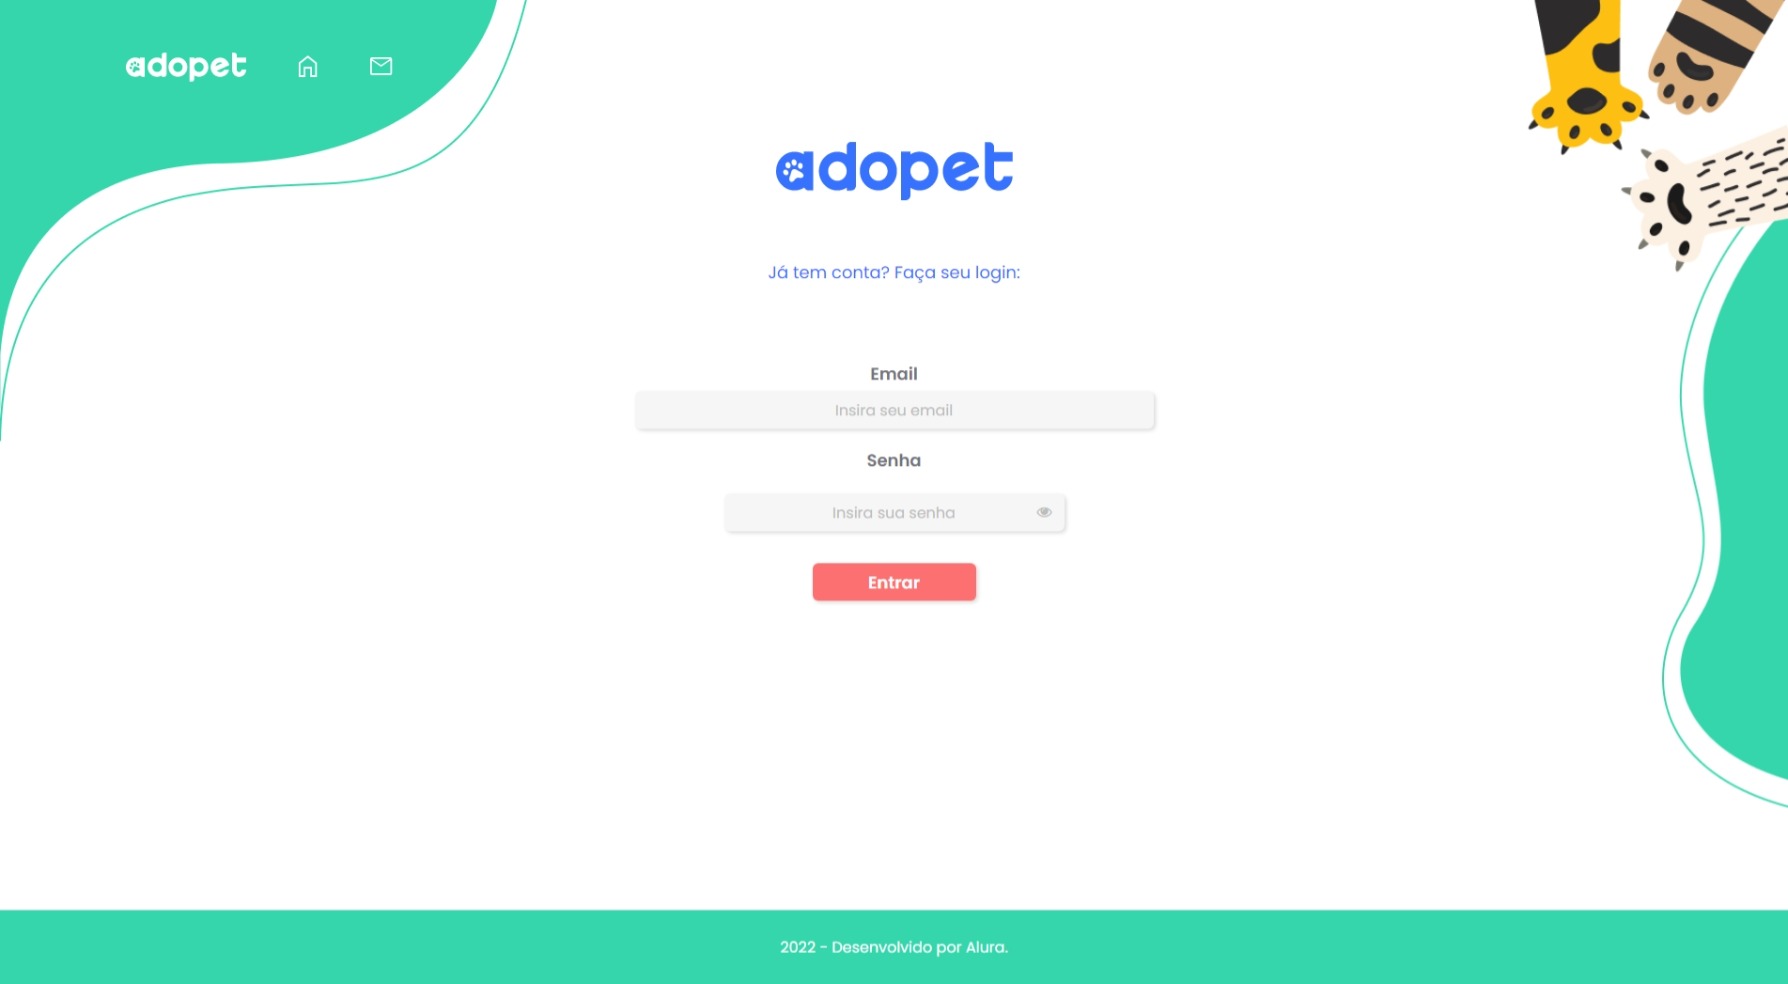 adopet
adopet
Já tem conta? Faça seu login:
Email
Insira seu email
Senha
Insira sua senha
Entrar
2022 - Desenvolvido por Alura.